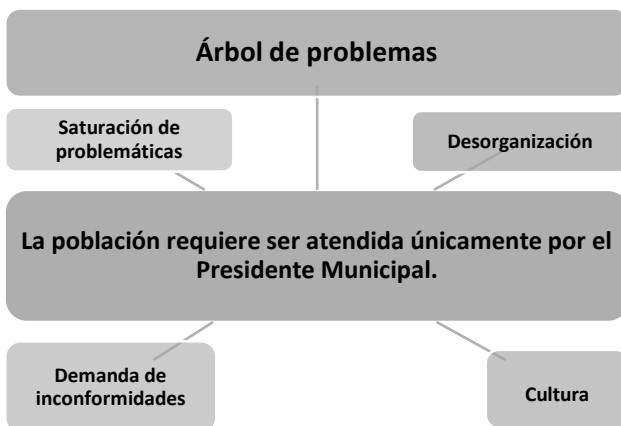 Árbol de problemas
Saturación de
problemáticas
Desorganización
La población requiere ser atendida únicamente por el
Presidente Municipal.
Demanda de
inconformidades
Cultura